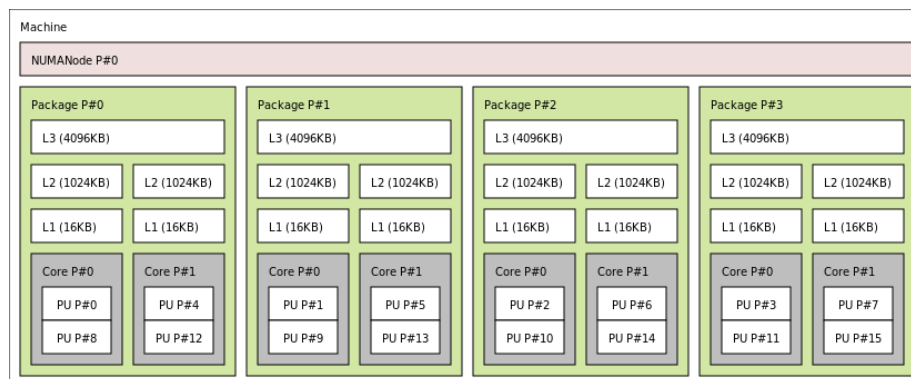 Machine
NUMANode P#0
Package P#0
L3 (4096KB)
L2 (1024KB) L2 (1024KB)
L1 (16KB) L1 (16KB)
Core P#0 Core P#1
PU P#0 PU P#4
PU P#8 PU P#12
Package P#1
L3 (4096KB)
L2 (1024KB) L2 (1024KB)
L1 (16KB) L1 (16KB)
Core P#0 Core P#1
PU P#1 PU P#5
PU P#9 PU P#13
Package P#2
L3 (4096KB)
L2 (1024KB) L2 (1024KB)
L1 (16KB) L1 (16KB)
Core P#0 Core P#1
PU P#2 PU P#6
PU P#10 PU P#14
Package P#3
L3 (4096KB)
L2 (1024KB) L2 (1024KB)
L1 (16KB) L1 (16KB)
Core P#0 Core P#1
PU P#3 PU P#7
PU P#11 PU P#15